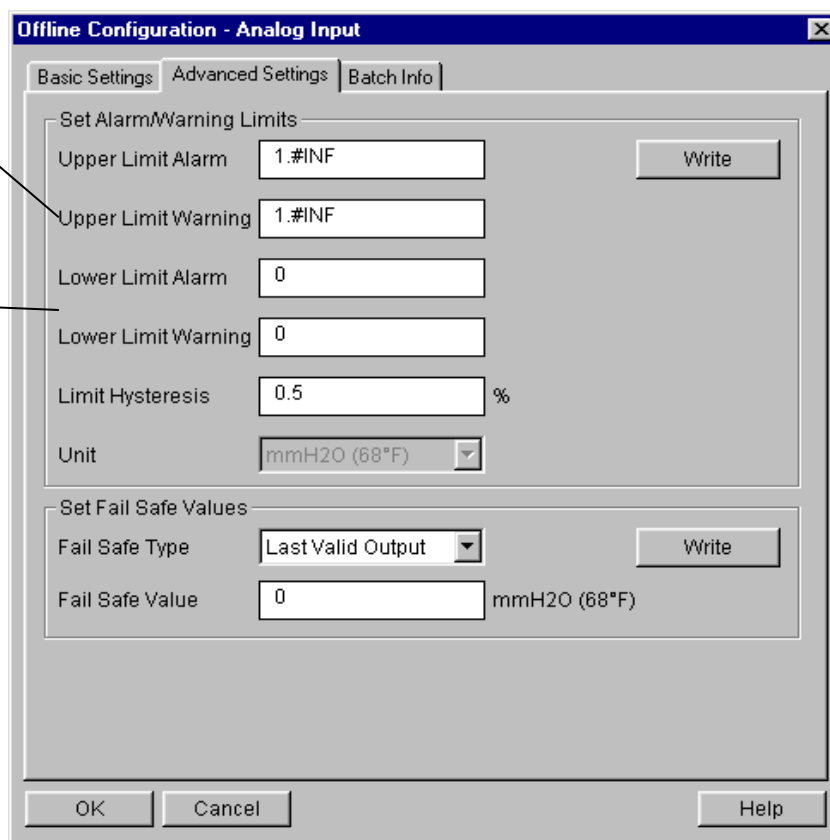 Offline Configuration - Analog Input
Basic Settings Advanced Settings Batch Info
Set Alarm/Warning Limits
Upper Limit Alarm 1.#INF Write
Upper Limit Warning 1.#INF
Lower Limit Alarm 0
Lower Limit Warning 0
Limit Hysteresis 0.5 %
Unit mmH2O (68°F)
Set Fail Safe Values
Fail Safe Type Last Valid Output Write
Fail Safe Value 0 mmH2O (68°F)
OK Cancel Help